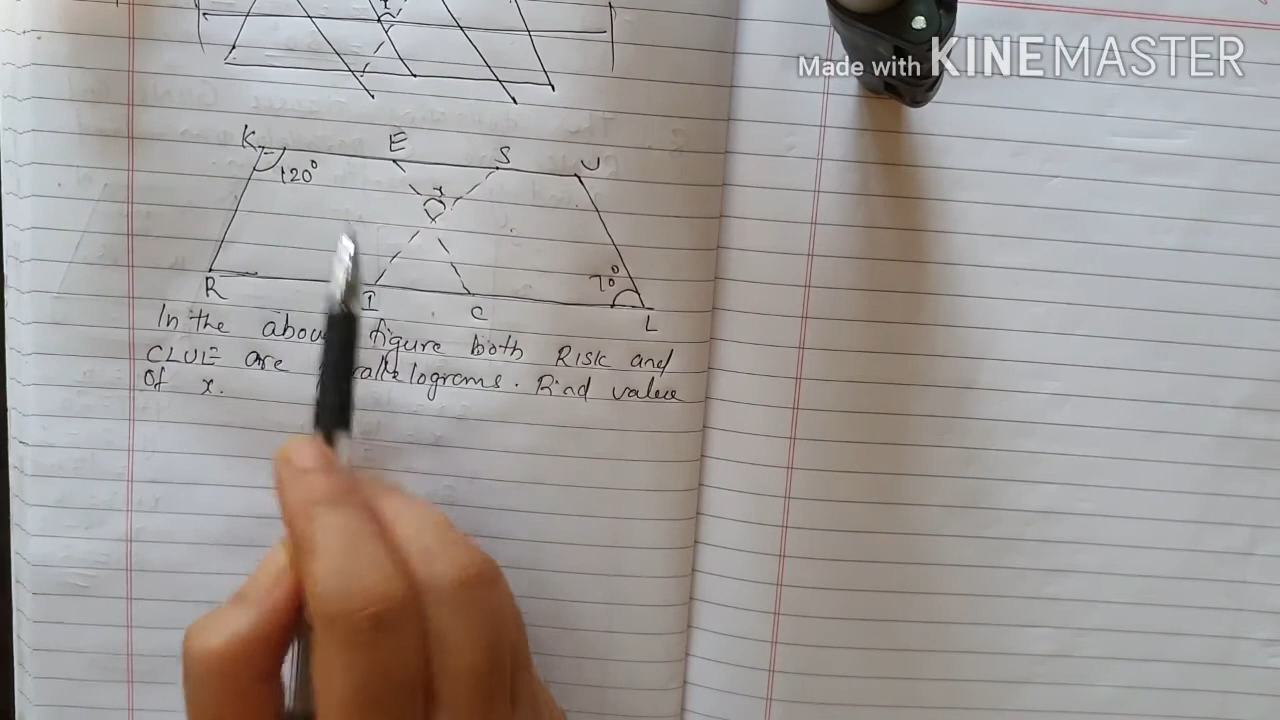 Made with KINEMASTER
x
K E S U
120°
x
70°
R I C L
In the above figure both RISK and
CLUE are parallelograms. Find value
of x.